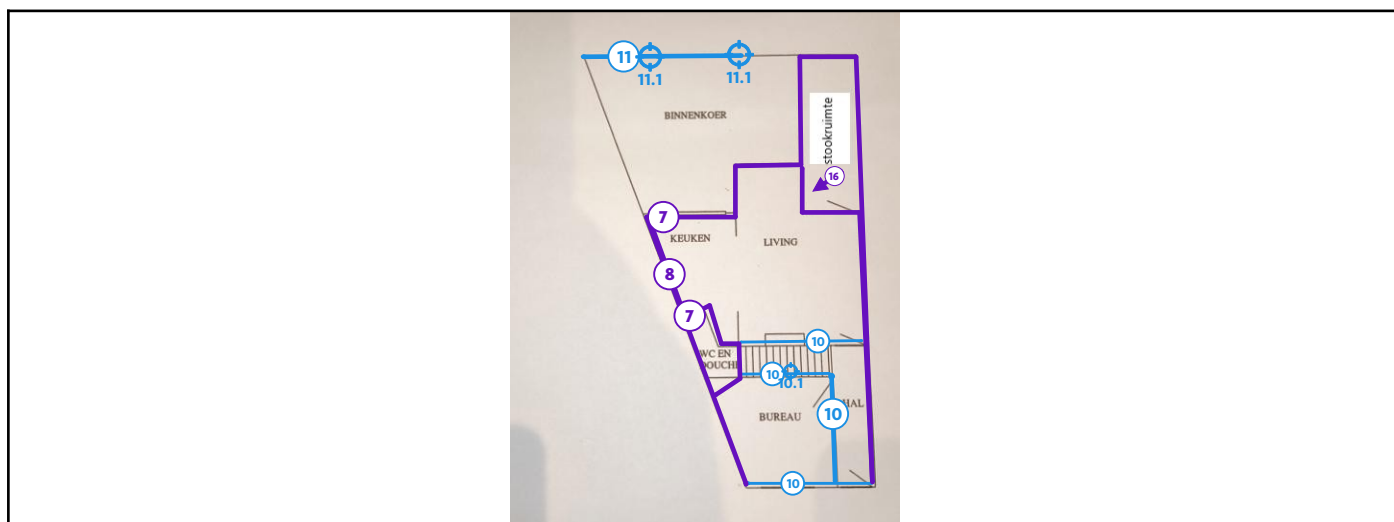 11
11.1
11.1
BINNENKOER
stookruimte
16
7
KEUKEN
LIVING
8
7
10
WC EN
DOUCHE
10
10.1
10
HAL
BUREAU
10